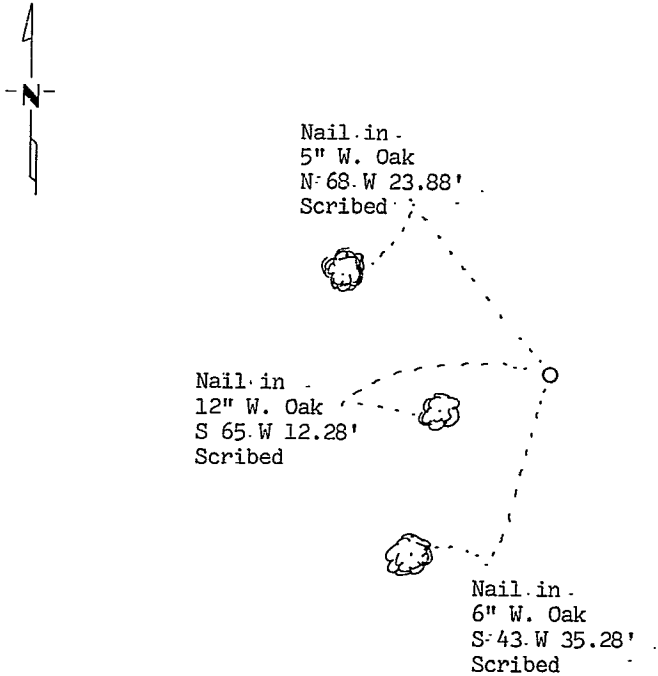 N
Nail in
5" W. Oak
N 68 W 23.88'
Scribed
Nail in
12" W. Oak
S 65 W 12.28'
Scribed
Nail in
6" W. Oak
S 43 W 35.28'
Scribed